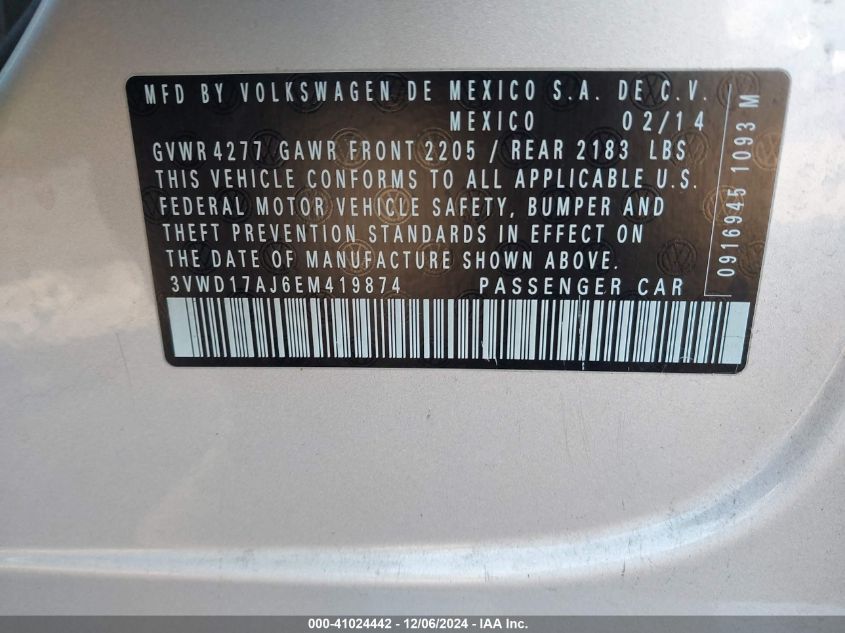 MFD BY VOLKSWAGEN DE MEXICO S.A. DE C.V.
MEXICO 02/14
GVWR 4277 GAWR FRONT 2205 / REAR 2183 LBS
THIS VEHICLE CONFORMS TO ALL APPLICABLE U.S.
FEDERAL MOTOR VEHICLE SAFETY, BUMPER AND
THEFT PREVENTION STANDARDS IN EFFECT ON
THE DATE OF MANUFACTURE SHOWN ABOVE.
3VWD17AJ6EM419874 PASSENGER CAR
0916945 1093 M
000-41024442 - 12/06/2024 - IAA Inc.